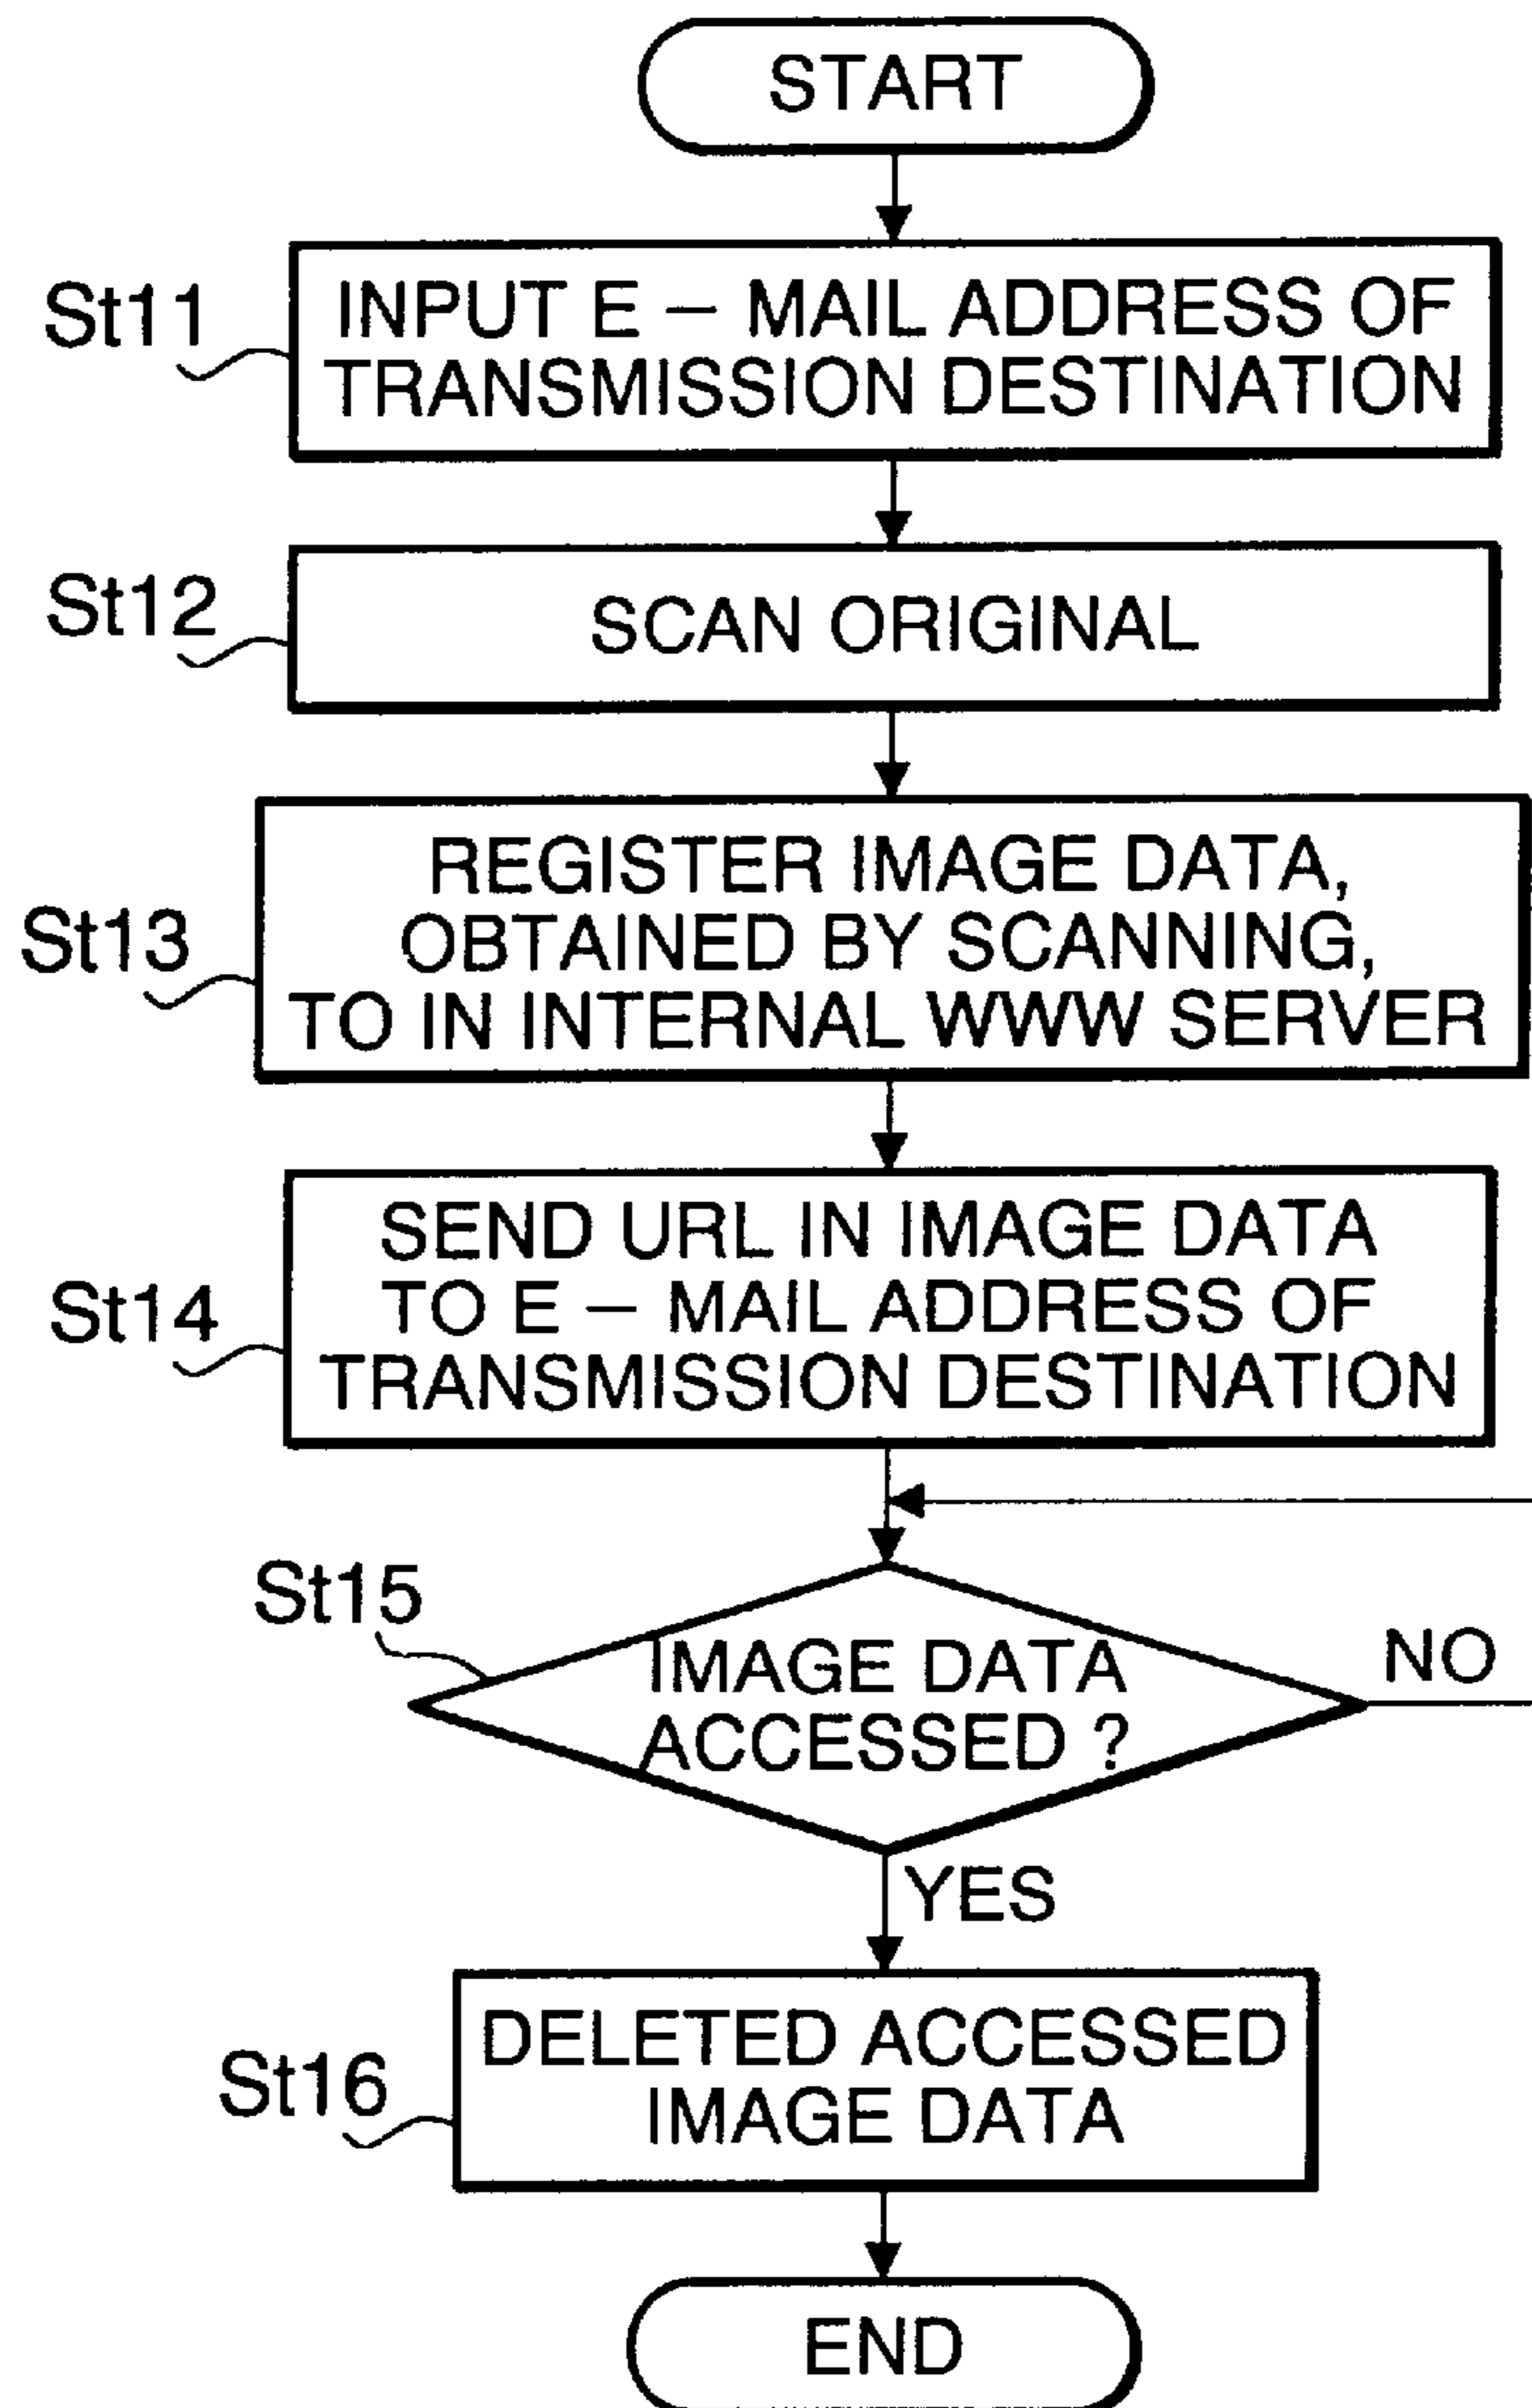 START
St11
INPUT E – MAIL ADDRESS OF
TRANSMISSION DESTINATION
St12
SCAN ORIGINAL
St13
REGISTER IMAGE DATA,
OBTAINED BY SCANNING,
TO IN INTERNAL WWW SERVER
St14
SEND URL IN IMAGE DATA
TO E – MAIL ADDRESS OF
TRANSMISSION DESTINATION
St15
IMAGE DATA
ACCESSED ?
NO
YES
St16
DELETED ACCESSED
IMAGE DATA
END